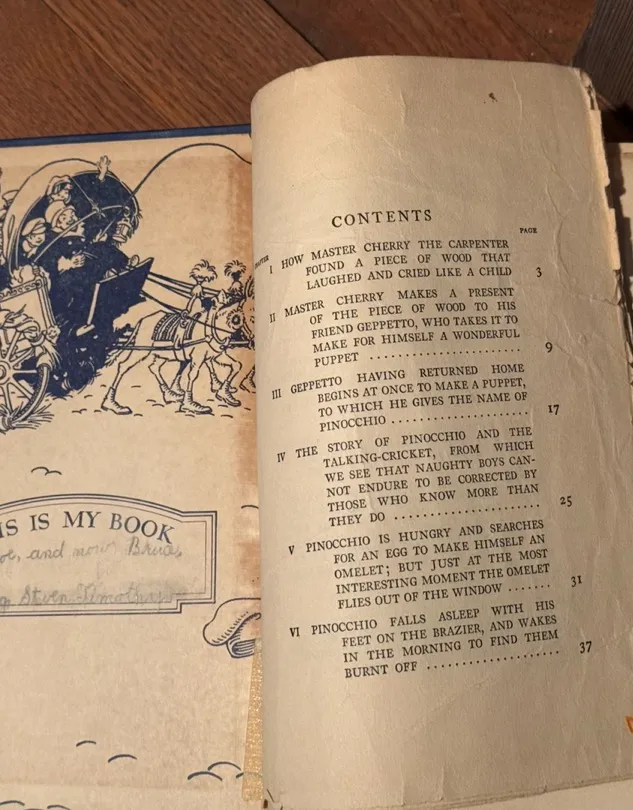 IS IS MY BOOK
and now
Steven Timothy
CONTENTS
PAGE
I HOW MASTER CHERRY THE CARPENTER
FOUND A PIECE OF WOOD THAT
LAUGHED AND CRIED LIKE A CHILD 3
II MASTER CHERRY MAKES A PRESENT
OF THE PIECE OF WOOD TO HIS
FRIEND GEPPETTO, WHO TAKES IT TO
MAKE FOR HIMSELF A WONDERFUL
PUPPET ...................... 9
III GEPPETTO HAVING RETURNED HOME
BEGINS AT ONCE TO MAKE A PUPPET,
TO WHICH HE GIVES THE NAME OF
PINOCCHIO .................... 17
IV THE STORY OF PINOCCHIO AND THE
TALKING-CRICKET, FROM WHICH
WE SEE THAT NAUGHTY BOYS CAN-
NOT ENDURE TO BE CORRECTED BY
THOSE WHO KNOW MORE THAN
THEY DO ..................... 25
V PINOCCHIO IS HUNGRY AND SEARCHES
FOR AN EGG TO MAKE HIMSELF AN
OMELET; BUT JUST AT THE MOST
INTERESTING MOMENT THE OMELET
FLIES OUT OF THE WINDOW ....... 31
VI PINOCCHIO FALLS ASLEEP WITH HIS
FEET ON THE BRAZIER, AND WAKES
IN THE MORNING TO FIND THEM
BURNT OFF ................... 37